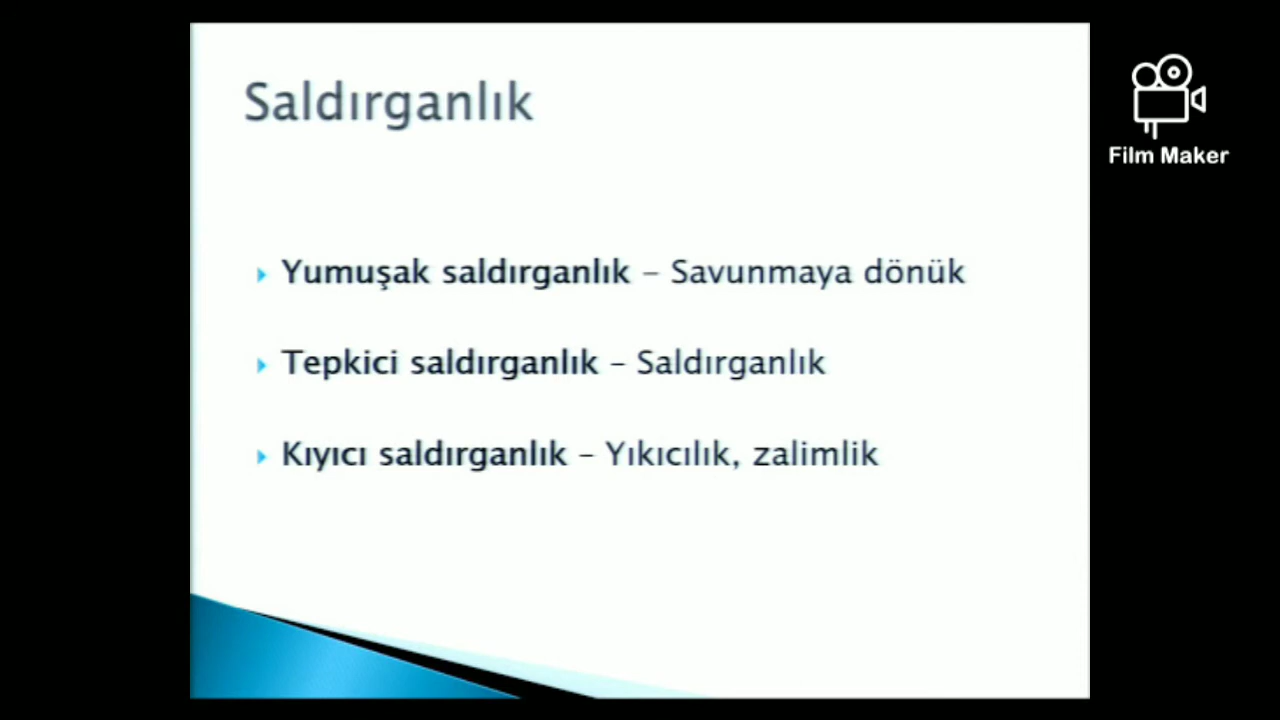 Saldırganlık
Film Maker
Yumuşak saldırganlık – Savunmaya dönük
Tepkici saldırganlık – Saldırganlık
Kıyıcı saldırganlık – Yıkıcılık, zalimlik